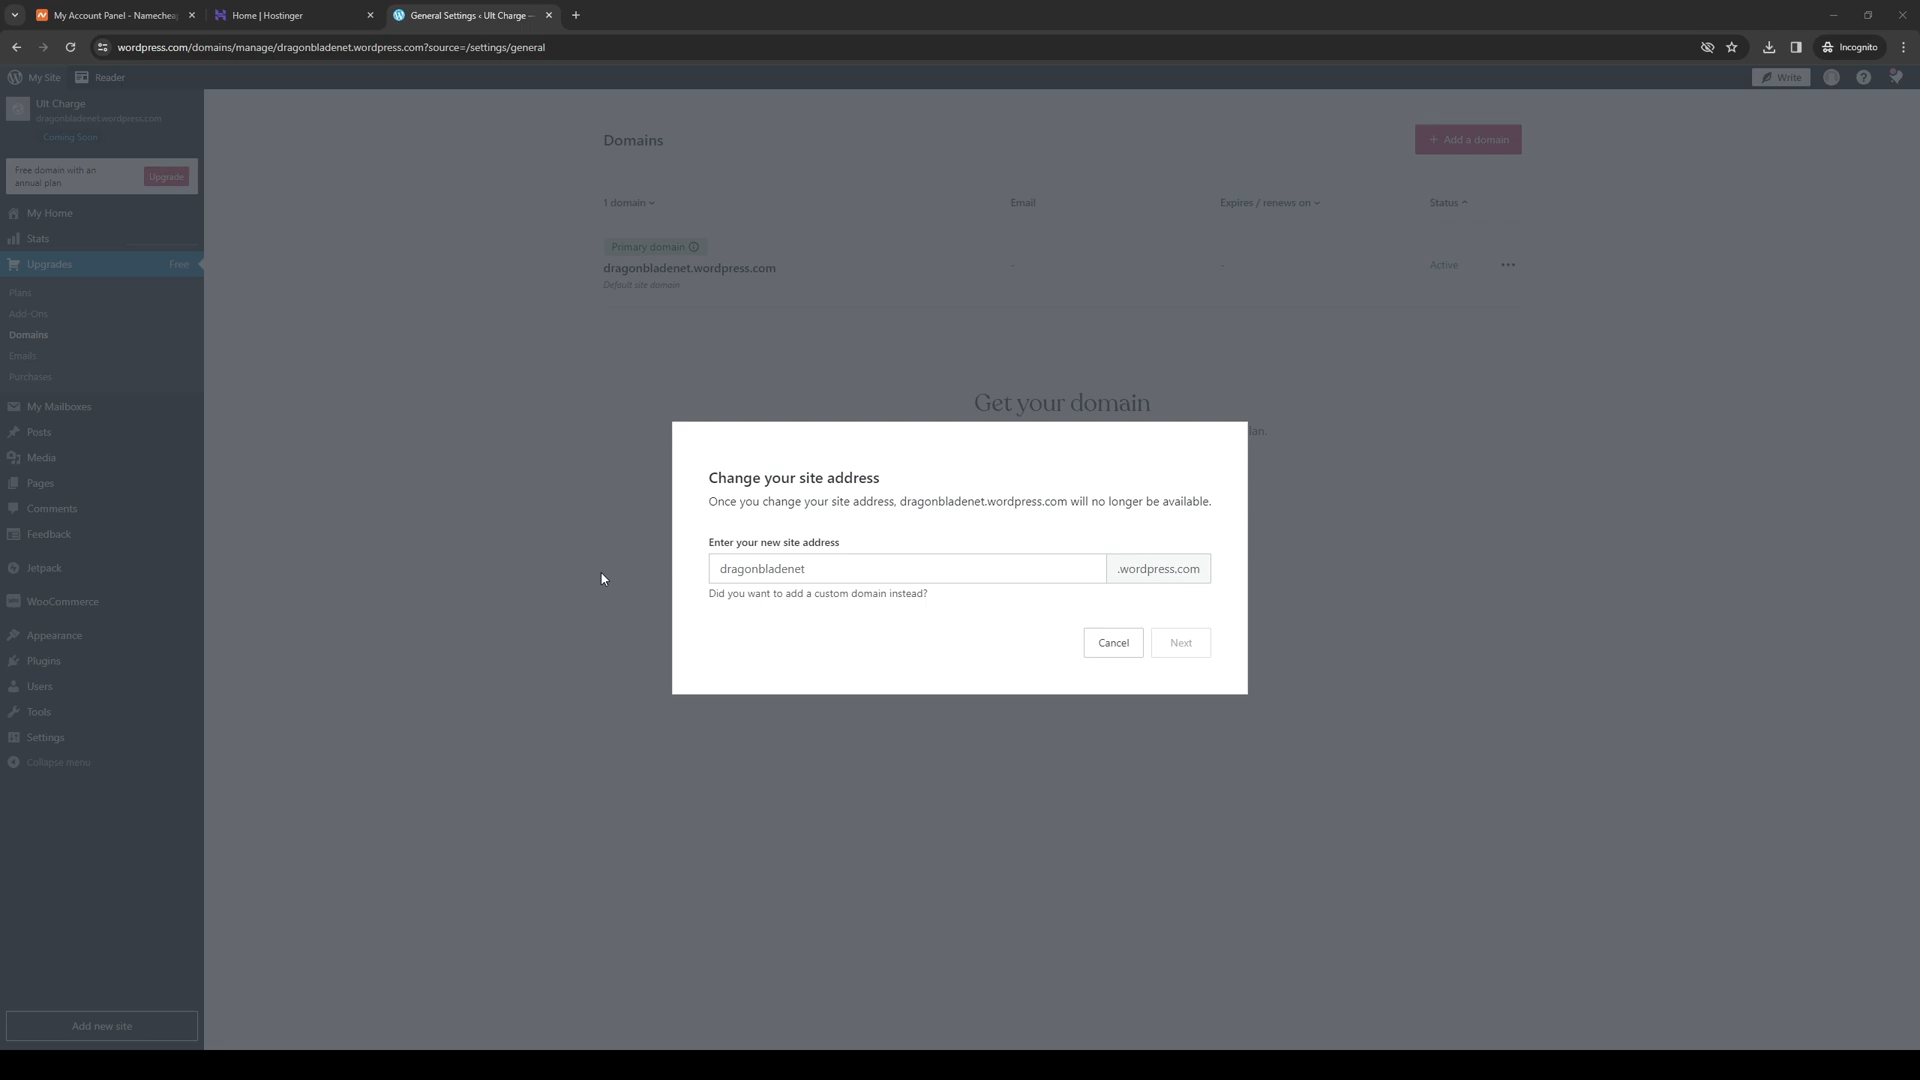 My Account Panel - Namecheap
Home | Hostinger
General Settings ‹ Ult Charge —
wordpress.com/domains/manage/dragonbladenet.wordpress.com?source=/settings/general
Incognito
My Site
Reader
Write
Ult Charge
dragonbladenet.wordpress.com
Coming Soon
Free domain with an
annual plan
Upgrade
My Home
Stats
Upgrades
Free
Plans
Add-Ons
Domains
Emails
Purchases
My Mailboxes
Posts
Media
Pages
Comments
Feedback
Jetpack
WooCommerce
Appearance
Plugins
Users
Tools
Settings
Collapse menu
Add new site
Domains
+ Add a domain
1 domain
Email
Expires / renews on
Status
Primary domain
dragonbladenet.wordpress.com
-
-
Active
Default site domain
Get your domain
lan.
Change your site address
Once you change your site address, dragonbladenet.wordpress.com will no longer be available.
Enter your new site address
dragonbladenet
.wordpress.com
Did you want to add a custom domain instead?
Cancel
Next